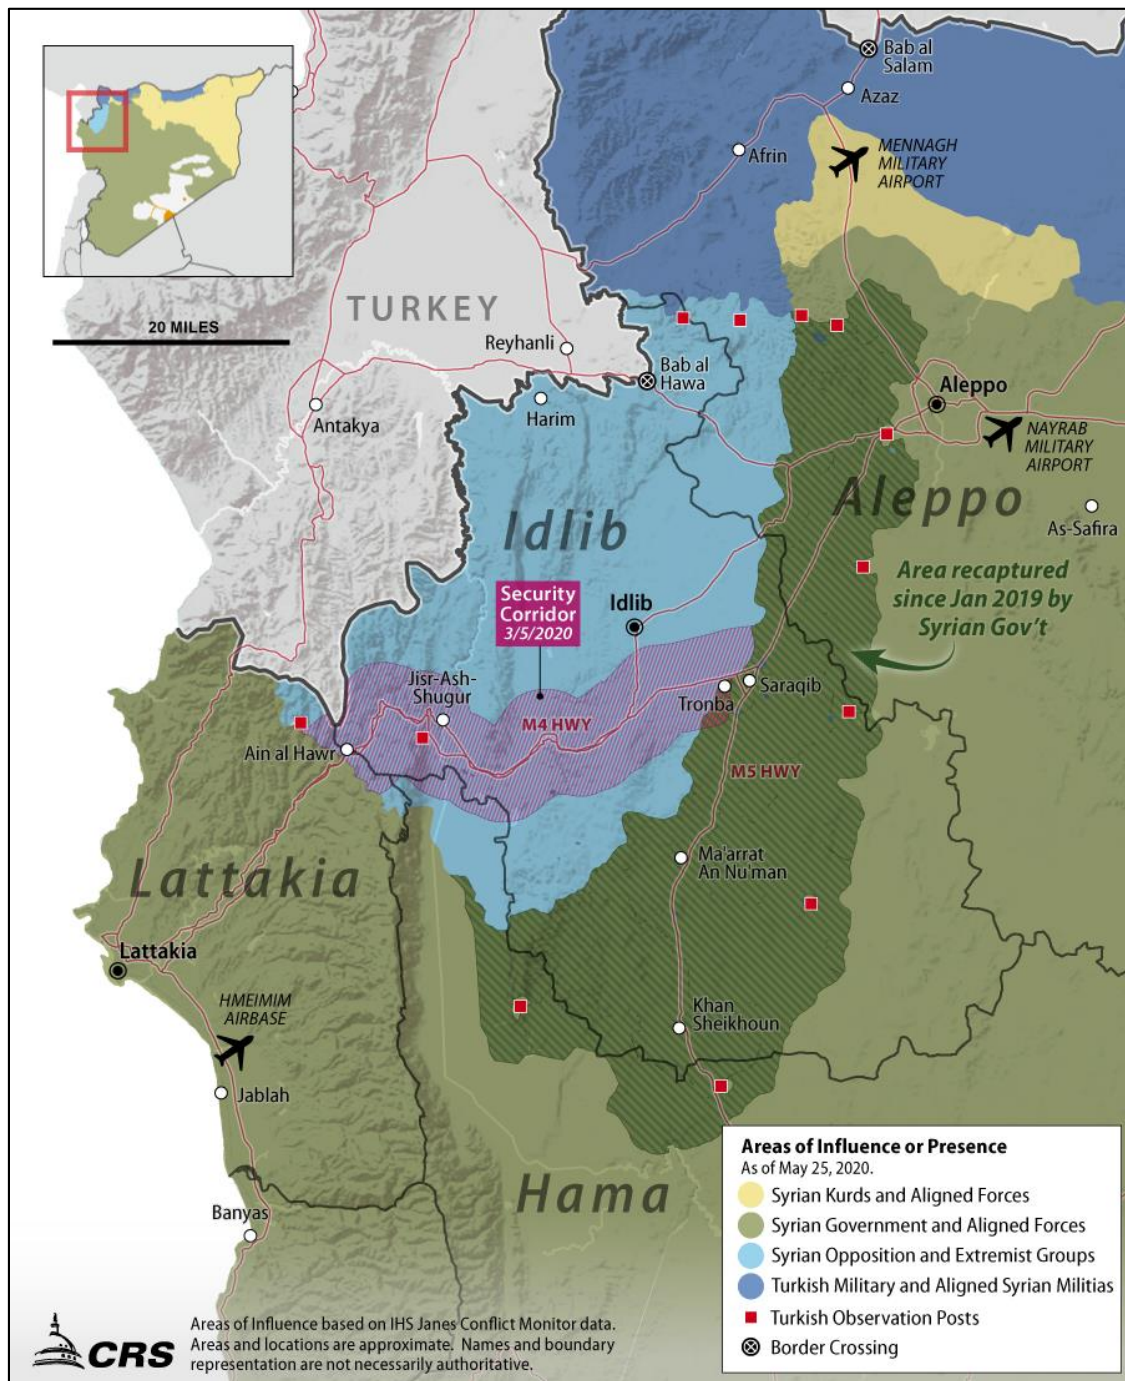 Bab al
Salam
Azaz
Afrin
MENNAGH
MILITARY
AIRPORT
TURKEY
20 MILES
Reyhanli
Bab al
Hawa
Antakya
Harim
Aleppo
NAYRAB
MILITARY
AIRPORT
Aleppo
As-Safira
Idlib
Area recaptured
since Jan 2019 by
Syrian Gov't
Security
Corridor
3/5/2020
Idlib
Jisr-Ash-
Shugur
Saraqib
Tronba
M4 HWY
Ain al Hawr
M5 HWY
Ma'arrat
An Nu'man
Lattakia
Lattakia
HMEIMIM
AIRBASE
Khan
Sheikhoun
Jablah
Hama
Banyas
Areas of Influence or Presence
As of May 25, 2020.
Syrian Kurds and Aligned Forces
Syrian Government and Aligned Forces
Syrian Opposition and Extremist Groups
Turkish Military and Aligned Syrian Militias
Turkish Observation Posts
Border Crossing
CRS
Areas of Influence based on IHS Janes Conflict Monitor data.
Areas and locations are approximate. Names and boundary
representation are not necessarily authoritative.